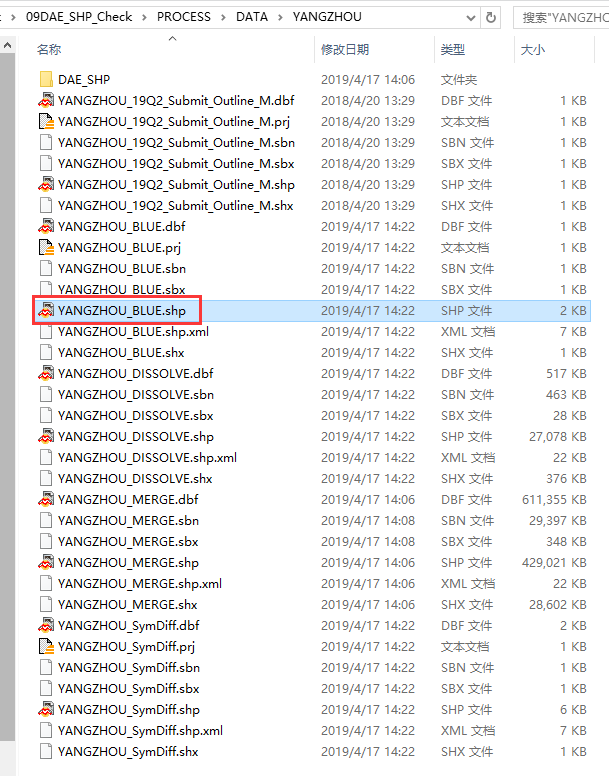 09DAE_SHP_Check > PROCESS > DATA > YANGZHOU 搜索"YANGZHO
名称 修改日期 类型 大小
DAE_SHP 2019/4/17 14:06 文件夹
YANGZHOU_19Q2_Submit_Outline_M.dbf 2018/4/20 13:29 DBF 文件 1 KB
YANGZHOU_19Q2_Submit_Outline_M.prj 2018/4/20 13:29 文本文档 1 KB
YANGZHOU_19Q2_Submit_Outline_M.sbn 2018/4/20 13:29 SBN 文件 1 KB
YANGZHOU_19Q2_Submit_Outline_M.sbx 2018/4/20 13:29 SBX 文件 1 KB
YANGZHOU_19Q2_Submit_Outline_M.shp 2018/4/20 13:29 SHP 文件 1 KB
YANGZHOU_19Q2_Submit_Outline_M.shx 2018/4/20 13:29 SHX 文件 1 KB
YANGZHOU_BLUE.dbf 2019/4/17 14:22 DBF 文件 1 KB
YANGZHOU_BLUE.prj 2019/4/17 14:22 文本文档 1 KB
YANGZHOU_BLUE.sbn 2019/4/17 14:22 SBN 文件 1 KB
YANGZHOU_BLUE.sbx 2019/4/17 14:22 SBX 文件 1 KB
YANGZHOU_BLUE.shp 2019/4/17 14:22 SHP 文件 2 KB
YANGZHOU_BLUE.shp.xml 2019/4/17 14:22 XML 文档 7 KB
YANGZHOU_BLUE.shx 2019/4/17 14:22 SHX 文件 1 KB
YANGZHOU_DISSOLVE.dbf 2019/4/17 14:22 DBF 文件 517 KB
YANGZHOU_DISSOLVE.sbn 2019/4/17 14:22 SBN 文件 463 KB
YANGZHOU_DISSOLVE.sbx 2019/4/17 14:22 SBX 文件 28 KB
YANGZHOU_DISSOLVE.shp 2019/4/17 14:22 SHP 文件 27,078 KB
YANGZHOU_DISSOLVE.shp.xml 2019/4/17 14:22 XML 文档 22 KB
YANGZHOU_DISSOLVE.shx 2019/4/17 14:22 SHX 文件 376 KB
YANGZHOU_MERGE.dbf 2019/4/17 14:06 DBF 文件 611,355 KB
YANGZHOU_MERGE.sbn 2019/4/17 14:08 SBN 文件 29,397 KB
YANGZHOU_MERGE.sbx 2019/4/17 14:08 SBX 文件 348 KB
YANGZHOU_MERGE.shp 2019/4/17 14:06 SHP 文件 429,021 KB
YANGZHOU_MERGE.shp.xml 2019/4/17 14:06 XML 文档 22 KB
YANGZHOU_MERGE.shx 2019/4/17 14:06 SHX 文件 28,602 KB
YANGZHOU_SymDiff.dbf 2019/4/17 14:22 DBF 文件 2 KB
YANGZHOU_SymDiff.prj 2019/4/17 14:22 文本文档 1 KB
YANGZHOU_SymDiff.sbn 2019/4/17 14:22 SBN 文件 1 KB
YANGZHOU_SymDiff.sbx 2019/4/17 14:22 SBX 文件 1 KB
YANGZHOU_SymDiff.shp 2019/4/17 14:22 SHP 文件 6 KB
YANGZHOU_SymDiff.shp.xml 2019/4/17 14:22 XML 文档 7 KB
YANGZHOU_SymDiff.shx 2019/4/17 14:22 SHX 文件 1 KB